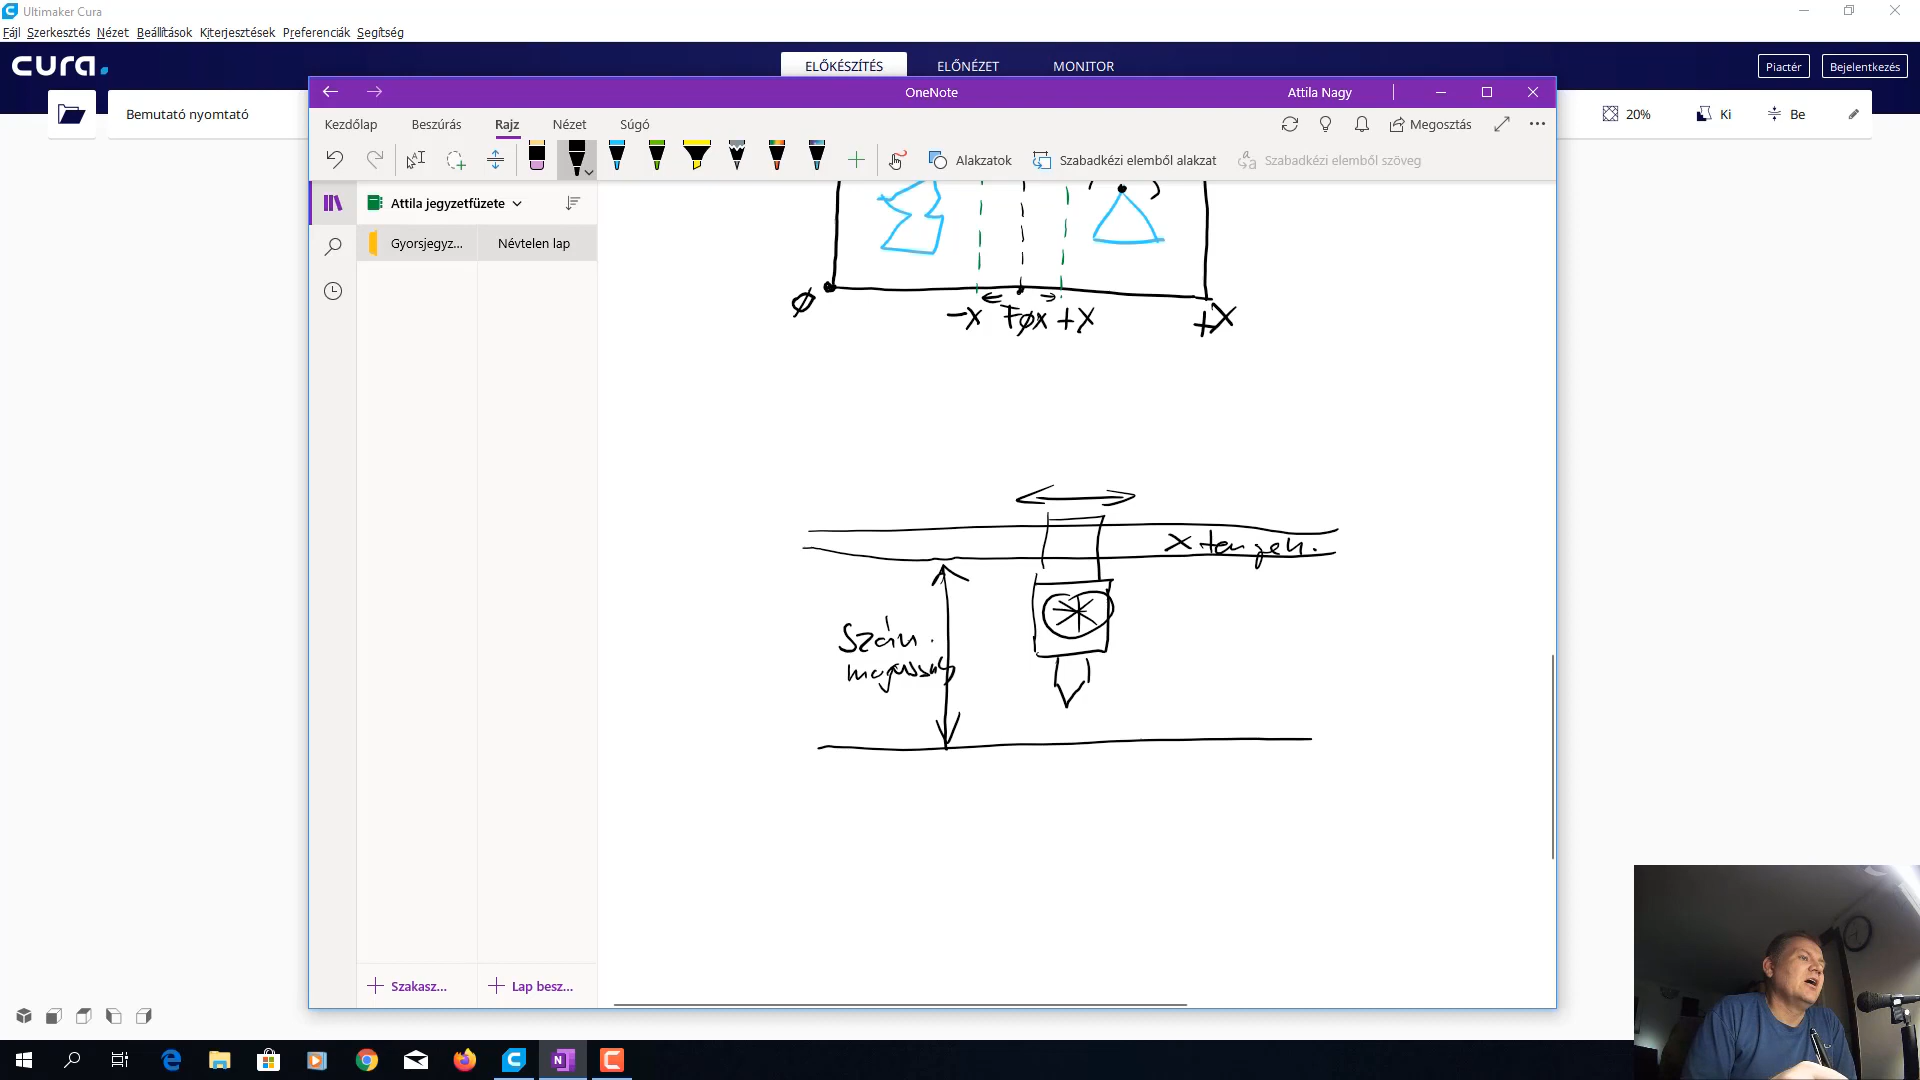 Ultimaker Cura
Fájl Szerkesztés Nézet Beállítások Kiterjesztések Preferenciák Segítség
cura.
ELŐKÉSZÍTÉS ELŐNÉZET MONITOR
Piactér Bejelentkezés
Bemutató nyomtató
20% Ki Be
OneNote
Attila Nagy
Kezdőlap Beszúrás Rajz Nézet Súgó
Megosztás
Alakzatok Szabadkézi elemből alakzat Szabadkézi elemből szöveg
Attila jegyzetfüzete
Gyorsjegyz... Névtelen lap
Ø -X TØX +X +X
X tengely.
Szán.
magasság
Szakasz... Lap besz...